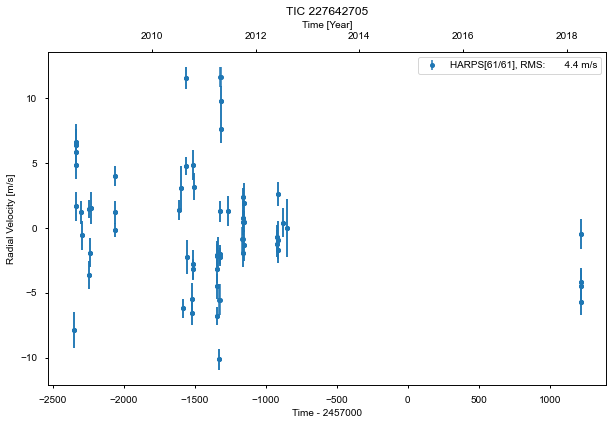 TIC 227642705
Time [Year]
2010 2012 2014 2016 2018
HARPS[61/61], RMS: 4.4 m/s
Radial Velocity [m/s]
10
5
0
−5
−10
−2500 −2000 −1500 −1000 −500 0 500 1000
Time - 2457000